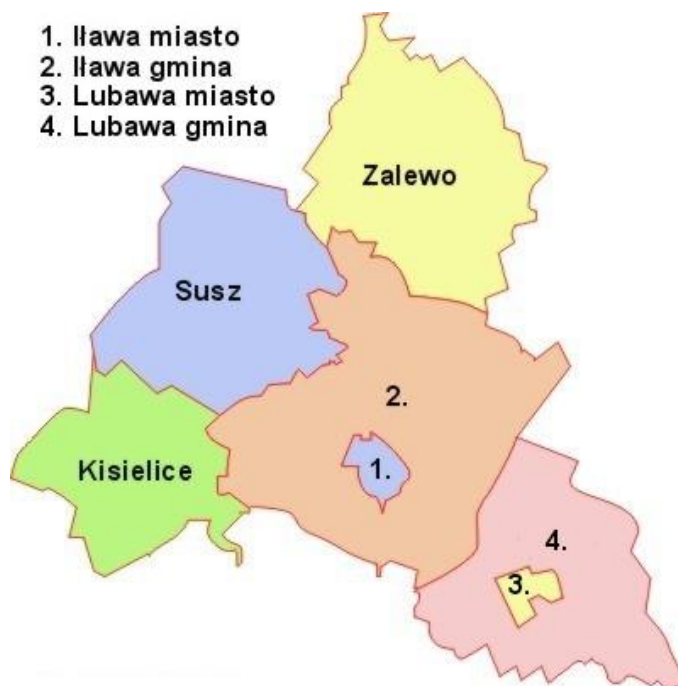 1. Iława miasto
2. Iława gmina
3. Lubawa miasto
4. Lubawa gmina
Zalewo
Susz
2.
Kisielice
1.
4.
3.